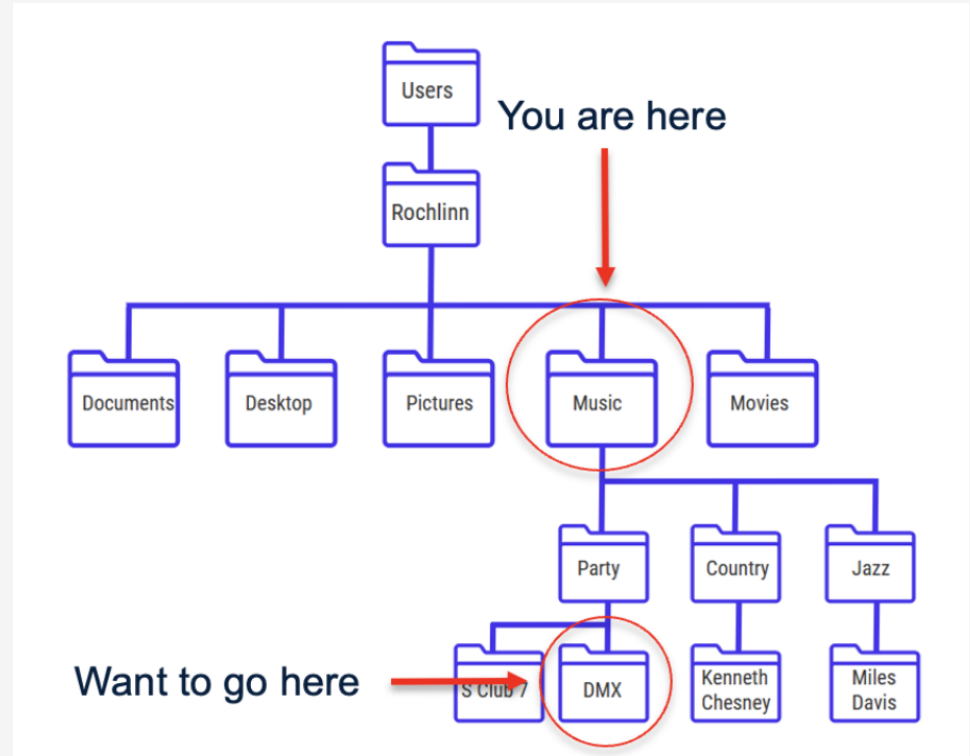 Users
You are here
Rochlinn
Documents
Desktop
Pictures
Music
Movies
Party
Country
Jazz
Want to go here
S Club 7
DMX
Kenneth
Chesney
Miles
Davis